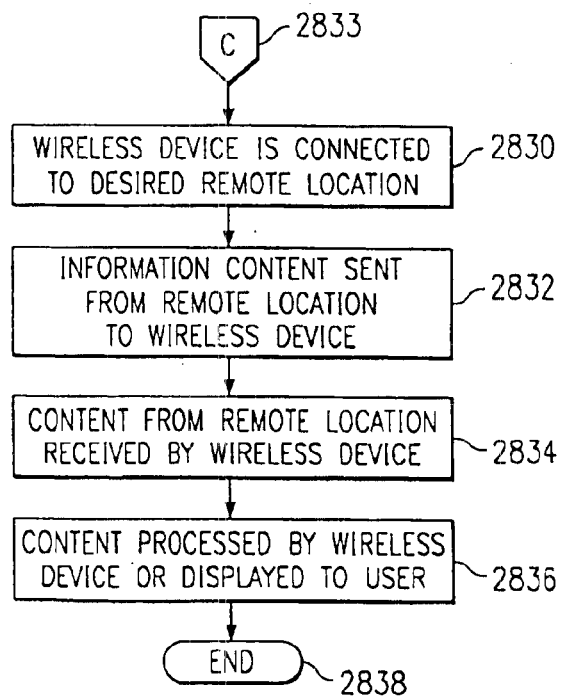 C
2833
WIRELESS DEVICE IS CONNECTED
TO DESIRED REMOTE LOCATION
2830
INFORMATION CONTENT SENT
FROM REMOTE LOCATION
TO WIRELESS DEVICE
2832
CONTENT FROM REMOTE LOCATION
RECEIVED BY WIRELESS DEVICE
2834
CONTENT PROCESSED BY WIRELESS
DEVICE OR DISPLAYED TO USER
2836
END
2838